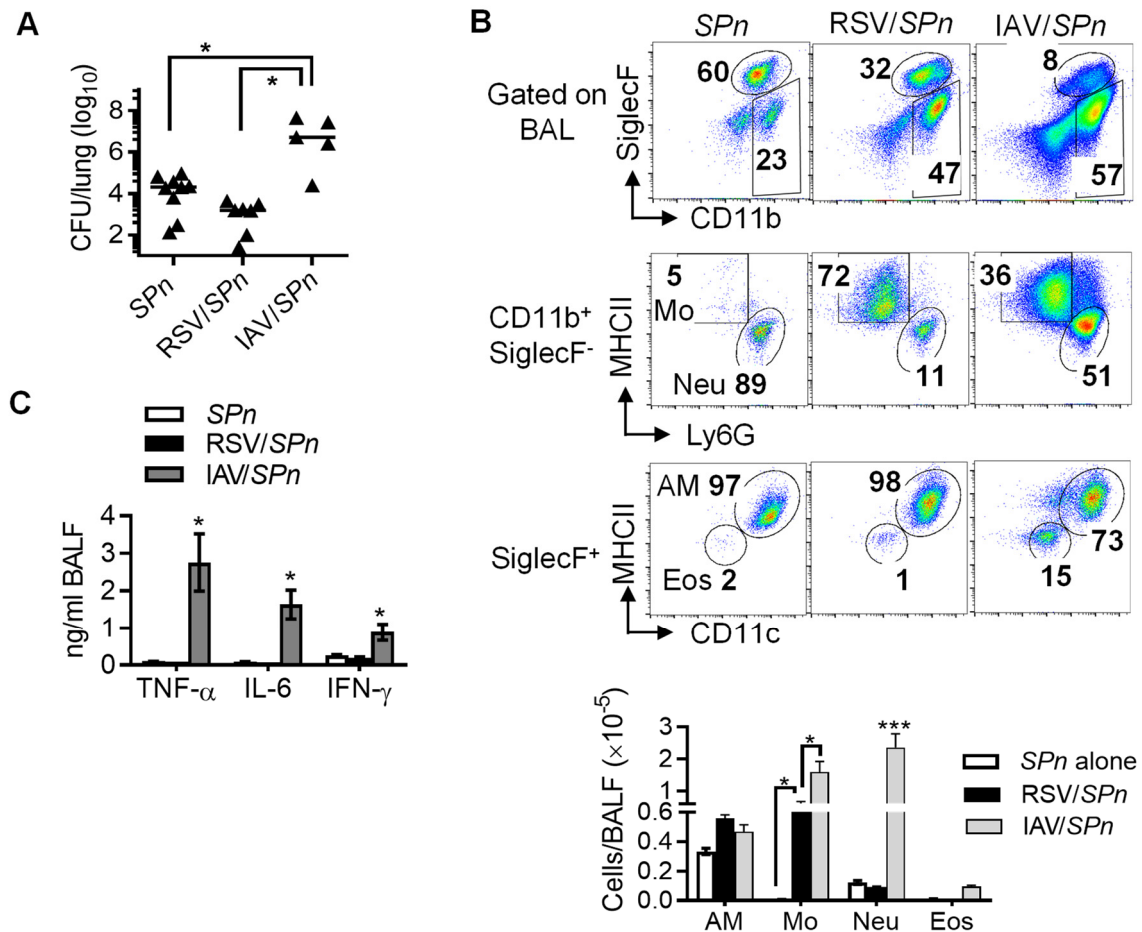 A
*
*
CFU/lung (log10)
8
6
4
2
SPn
RSV/SPn
IAV/SPn
B
SPn
RSV/SPn
IAV/SPn
Gated on
BAL
SiglecF
60
23
32
47
8
57
CD11b
CD11b+
SiglecF-
MHCII
5
Mo
Neu 89
72
11
36
51
Ly6G
SiglecF+
MHCII
AM 97
Eos 2
98
1
73
15
CD11c
C
SPn
RSV/SPn
IAV/SPn
ng/ml BALF
4
3
2
1
0
*
*
*
TNF-α IL-6 IFN-γ
Cells/BALF (×10-5)
3
2
1
0.6
0.4
0.2
0.0
*
*
***
AM Mo Neu Eos
SPn alone
RSV/SPn
IAV/SPn